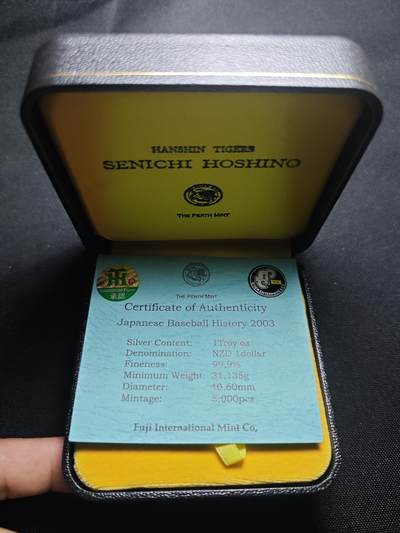 HANSHIN TIGERS
SENICHI HOSHINO
THE PERTH MINT
THE PERTH MINT
承認
Certificate of Authenticity
Japanese Baseball History 2003
Silver Content: 1Troy oz
Denomination: NZD 1dollar
Fineness: 99.9%
Minimum Weight: 31.135g
Diameter: 40.60mm
Mintage: 5,000pcs
Fuji International Mint Co,